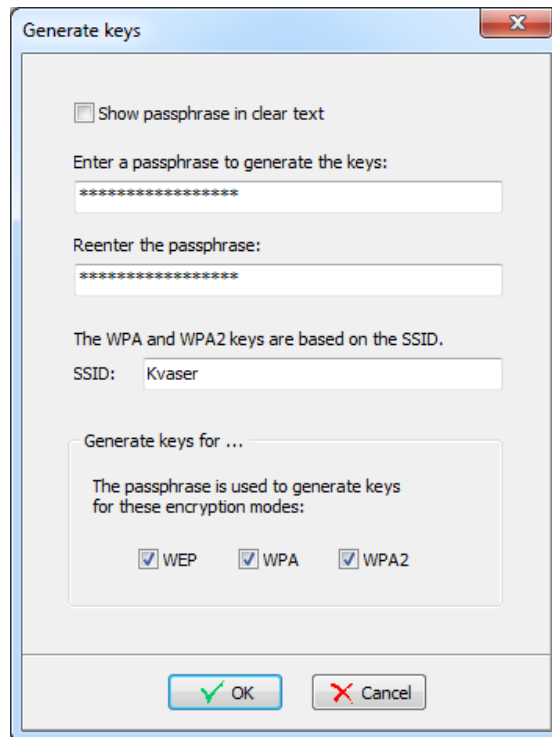 Generate keys
Show passphrase in clear text
Enter a passphrase to generate the keys:
*****************
Reenter the passphrase:
*****************
The WPA and WPA2 keys are based on the SSID.
SSID: Kvaser
Generate keys for ...
The passphrase is used to generate keys
for these encryption modes:
WEP WPA WPA2
OK Cancel